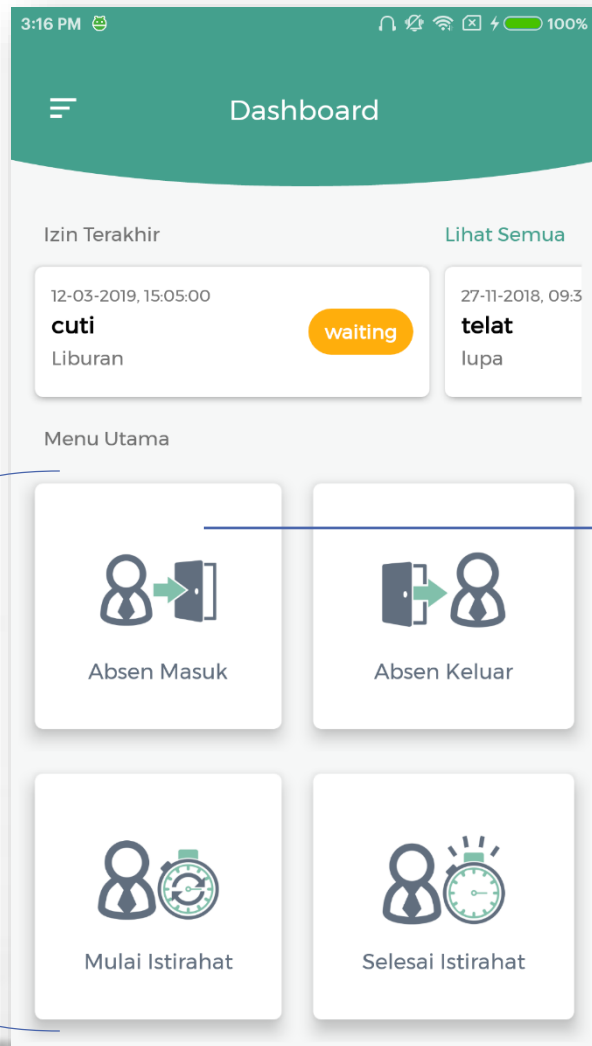 3:16 PM 100%
Dashboard
Izin Terakhir Lihat Semua
12-03-2019, 15:05:00
cuti
Liburan
waiting
27-11-2018, 09:3
telat
lupa
Menu Utama
Absen Masuk
Absen Keluar
Mulai Istirahat
Selesai Istirahat